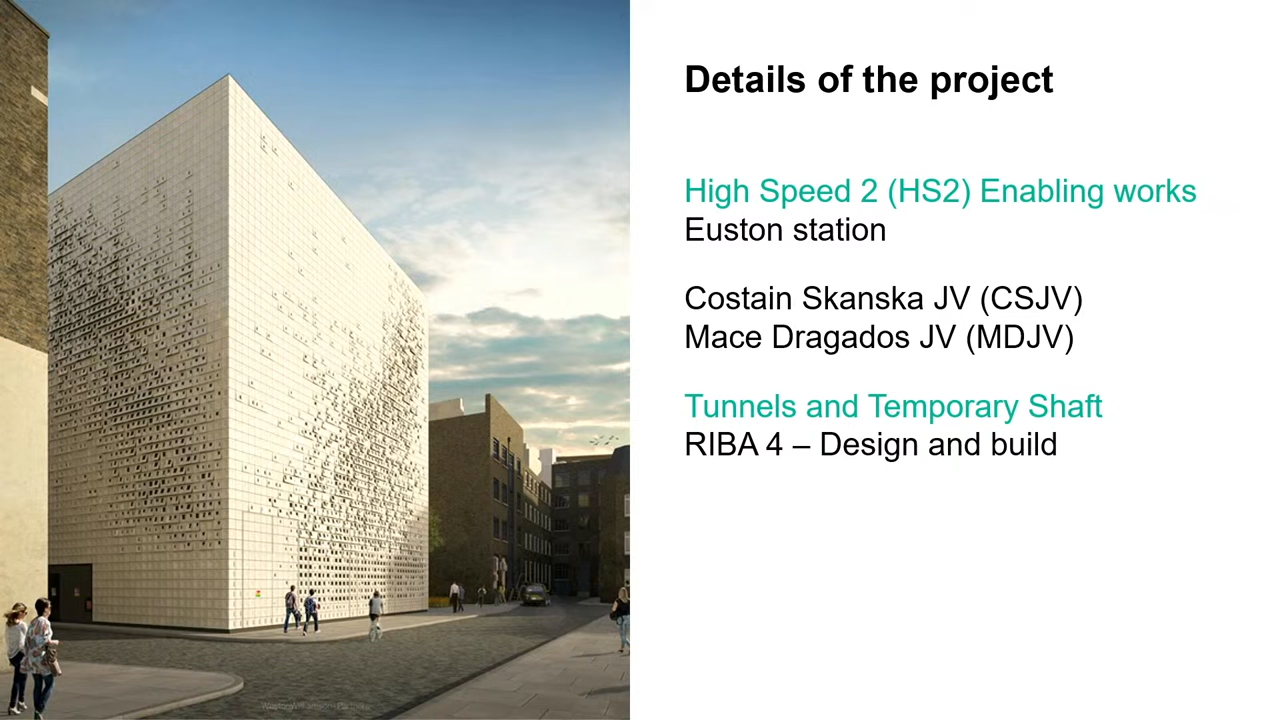 Details of the project
High Speed 2 (HS2) Enabling works
Euston station
Costain Skanska JV (CSJV)
Mace Dragados JV (MDJV)
Tunnels and Temporary Shaft
RIBA 4 – Design and build